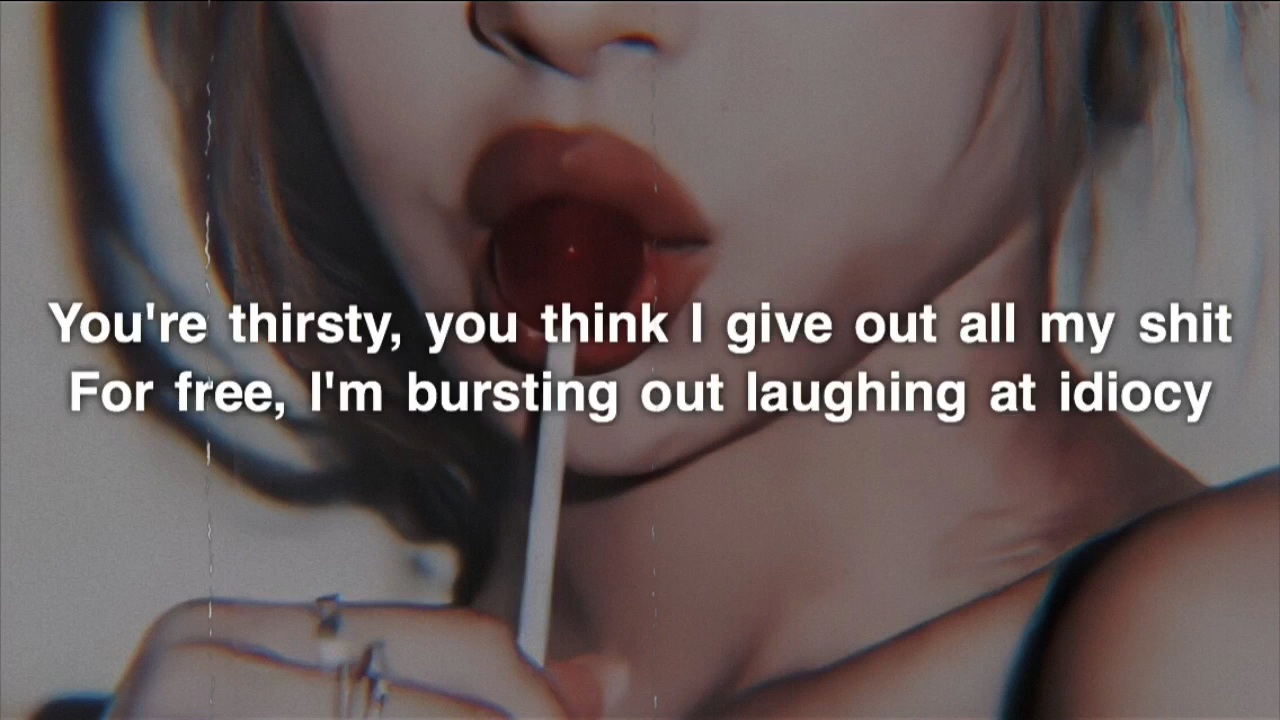 You're thirsty, you think I give out all my shit
For free, I'm bursting out laughing at idiocy